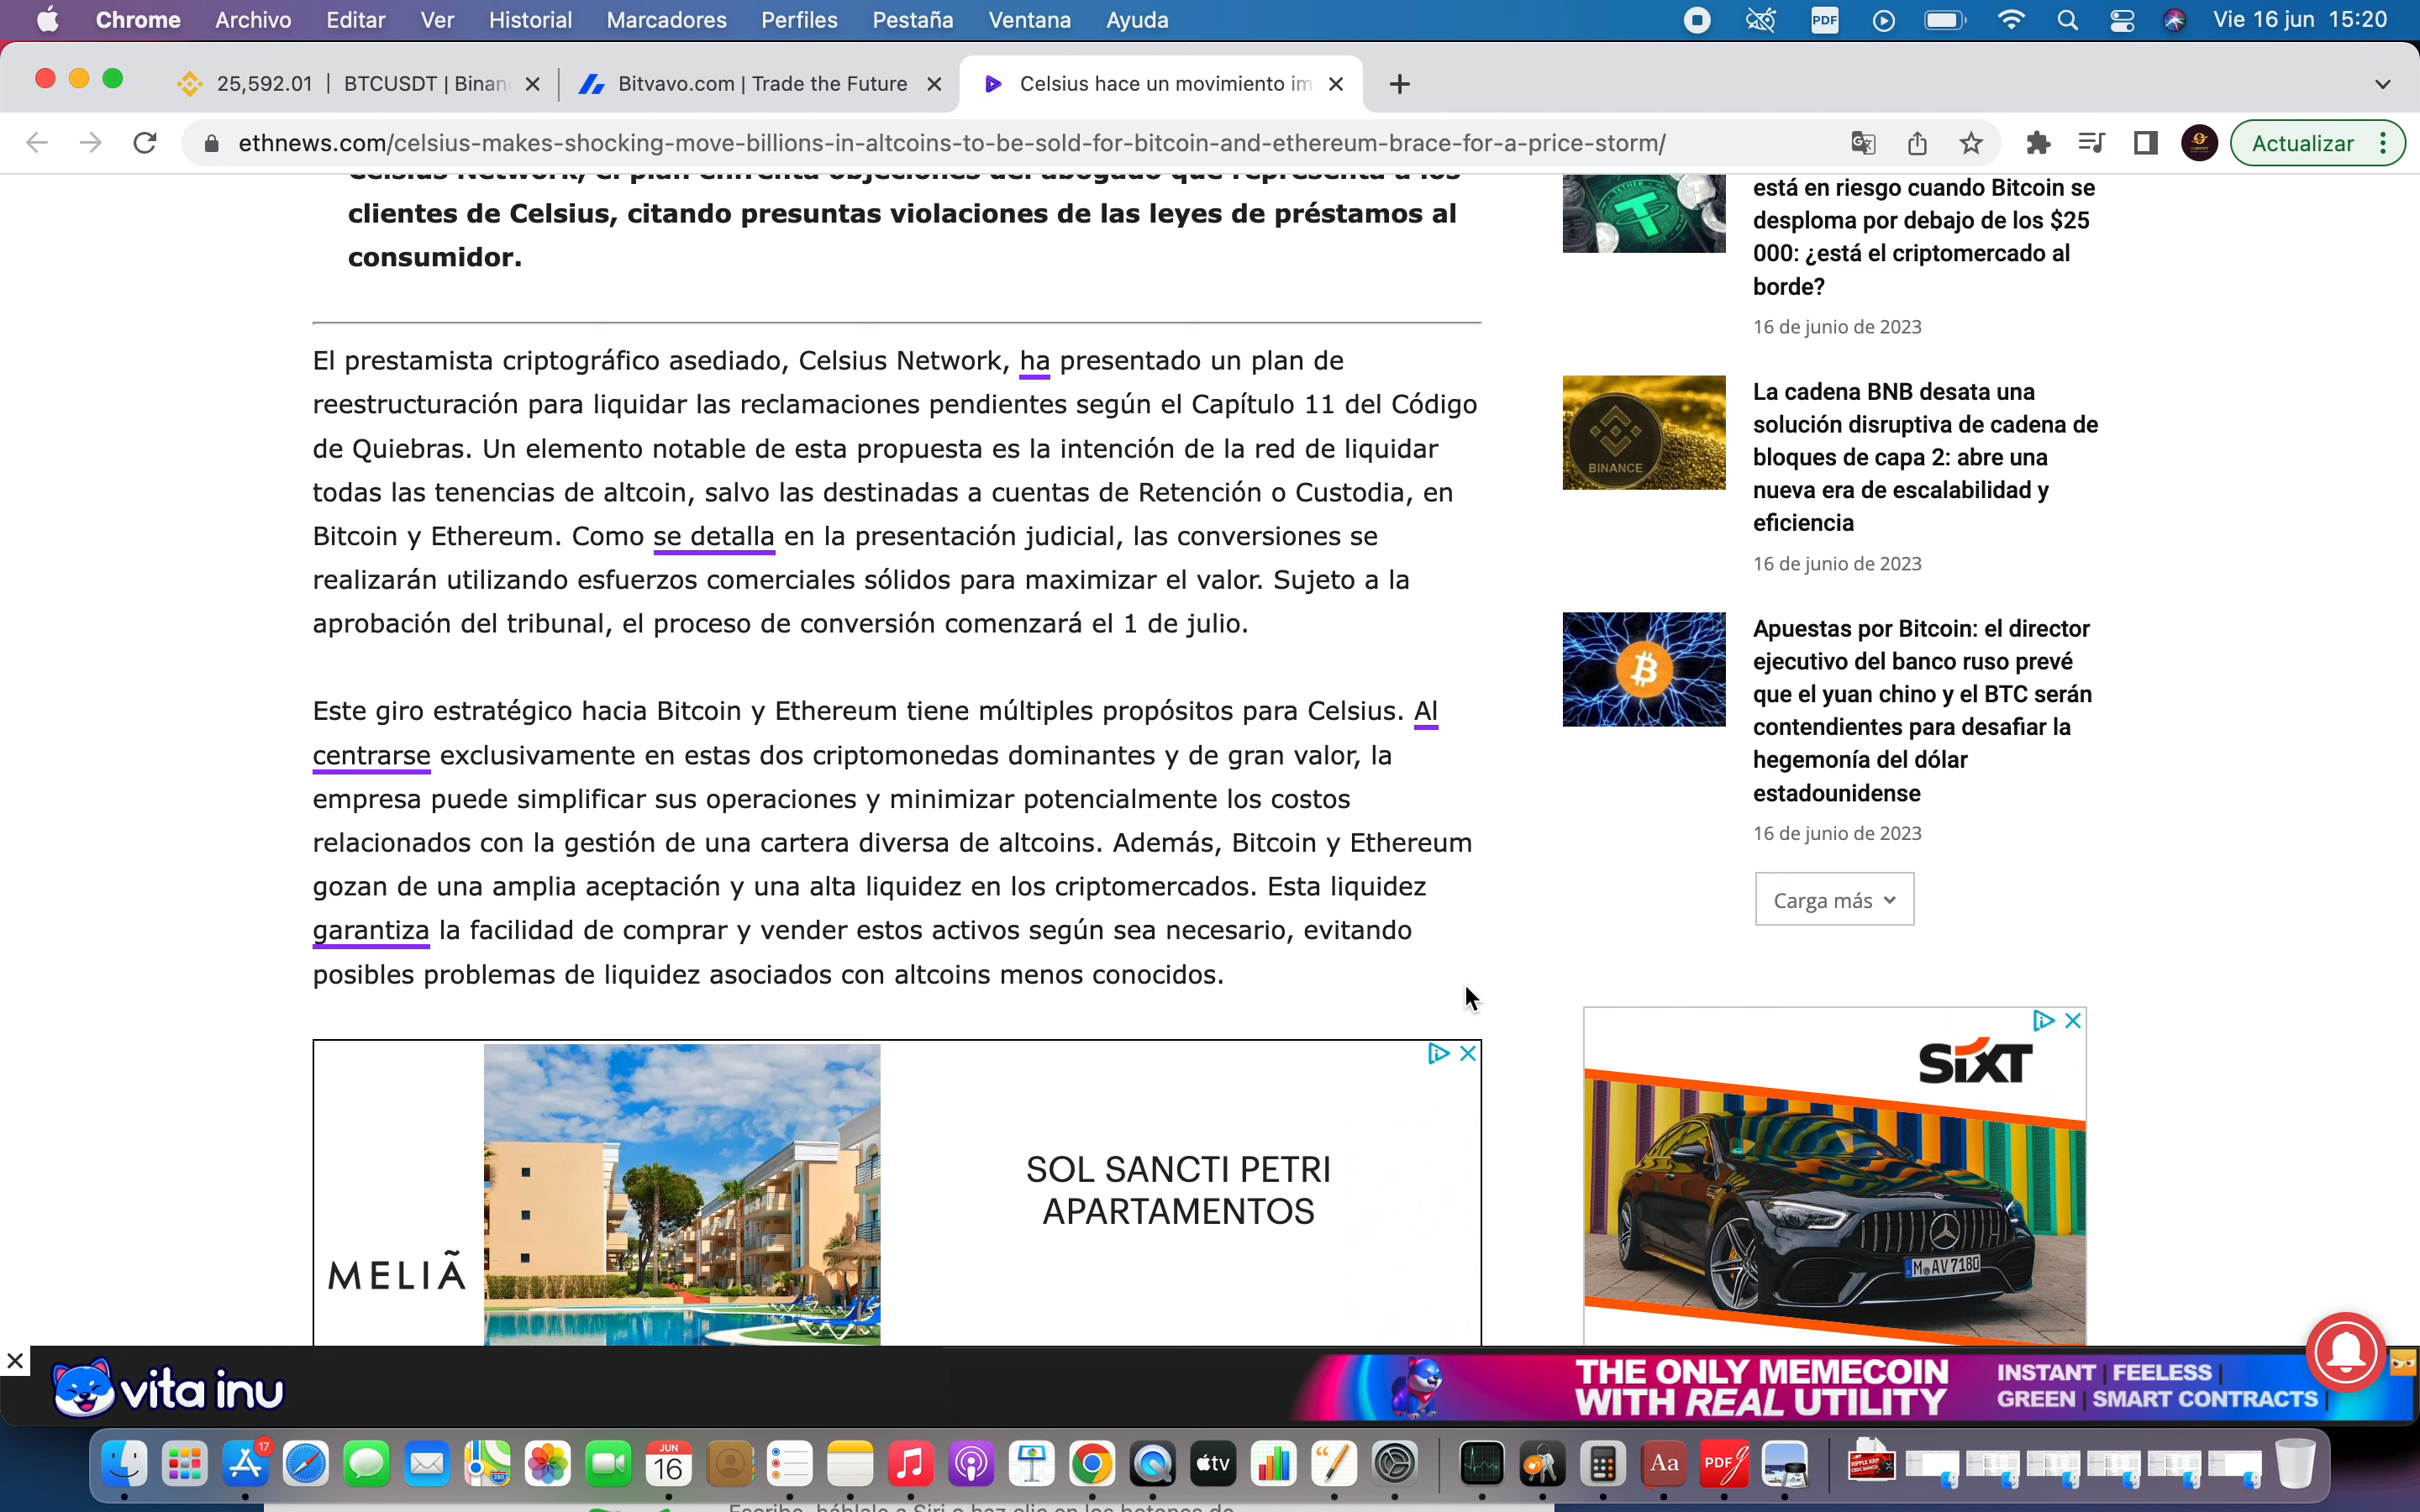 Chrome Archivo Editar Ver Historial Marcadores Perfiles Pestaña Ventana Ayuda
PDF
Vie 16 jun 15:20
25,592.01 | BTCUSDT | Binan
Bitvavo.com | Trade the Future
Celsius hace un movimiento im
ethnews.com/celsius-makes-shocking-move-billions-in-altcoins-to-be-sold-for-bitcoin-and-ethereum-brace-for-a-price-storm/
Actualizar
Celsius Network, el plan enfrenta objeciones del abogado que representa a los
clientes de Celsius, citando presuntas violaciones de las leyes de préstamos al
consumidor.
El prestamista criptográfico asediado, Celsius Network, ha presentado un plan de
reestructuración para liquidar las reclamaciones pendientes según el Capítulo 11 del Código
de Quiebras. Un elemento notable de esta propuesta es la intención de la red de liquidar
todas las tenencias de altcoin, salvo las destinadas a cuentas de Retención o Custodia, en
Bitcoin y Ethereum. Como se detalla en la presentación judicial, las conversiones se
realizarán utilizando esfuerzos comerciales sólidos para maximizar el valor. Sujeto a la
aprobación del tribunal, el proceso de conversión comenzará el 1 de julio.
Este giro estratégico hacia Bitcoin y Ethereum tiene múltiples propósitos para Celsius. Al
centrarse exclusivamente en estas dos criptomonedas dominantes y de gran valor, la
empresa puede simplificar sus operaciones y minimizar potencialmente los costos
relacionados con la gestión de una cartera diversa de altcoins. Además, Bitcoin y Ethereum
gozan de una amplia aceptación y una alta liquidez en los criptomercados. Esta liquidez
garantiza la facilidad de comprar y vender estos activos según sea necesario, evitando
posibles problemas de liquidez asociados con altcoins menos conocidos.
está en riesgo cuando Bitcoin se
desploma por debajo de los $25
000: ¿está el criptomercado al
borde?
16 de junio de 2023
BINANCE
La cadena BNB desata una
solución disruptiva de cadena de
bloques de capa 2: abre una
nueva era de escalabilidad y
eficiencia
16 de junio de 2023
Apuestas por Bitcoin: el director
ejecutivo del banco ruso prevé
que el yuan chino y el BTC serán
contendientes para desafiar la
hegemonía del dólar
estadounidense
16 de junio de 2023
Carga más
MELIÃ
SOL SANCTI PETRI
APARTAMENTOS
SiXT
M AV 7180
vita inu
THE ONLY MEMECOIN
WITH REAL UTILITY
INSTANT | FEELESS |
GREEN | SMART CONTRACTS |
17
JUN
16
tv
Aa
PDF